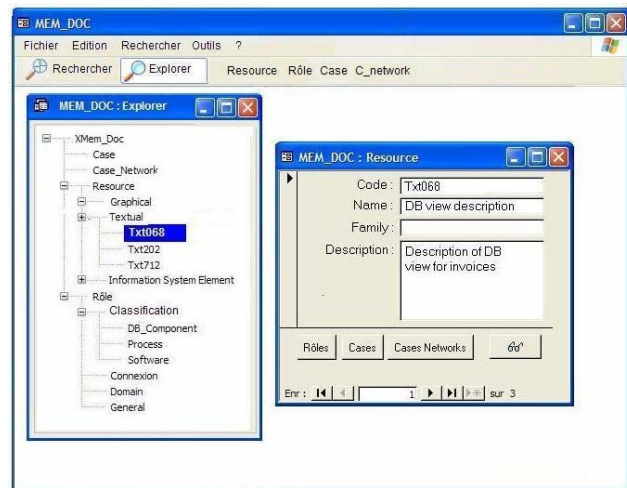 MEM_DOC
Fichier Edition Rechercher Outils ?
Rechercher Explorer Resource Rôle Case C_network
MEM_DOC : Explorer
XMem_Doc
Case
Case_Network
Resource
Graphical
Textual
Txt068
Txt202
Txt712
Information System Element
Rôle
Classification
DB_Component
Process
Software
Connexion
Domain
General
MEM_DOC : Resource
Code : Txt068
Name : DB view description
Family :
Description : Description of DB
view for invoices
Rôles Cases Cases Networks
Enr : 1 sur 3